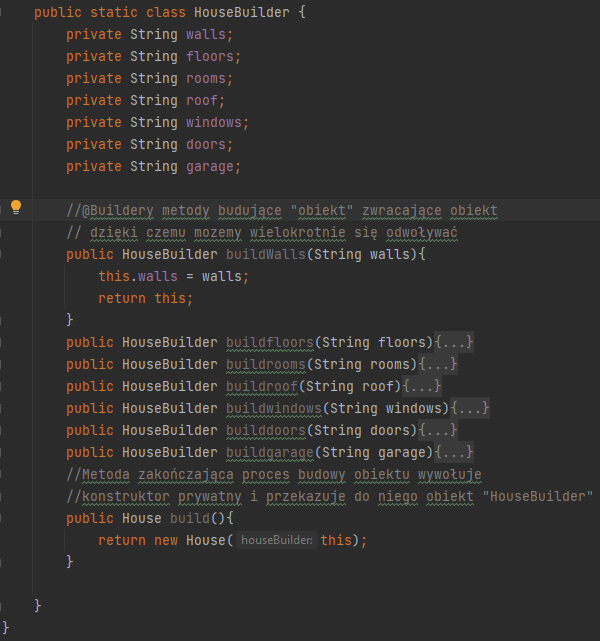 public static class HouseBuilder {
private String walls;
private String floors;
private String rooms;
private String roof;
private String windows;
private String doors;
private String garage;
//@Buildery metody budujące "obiekt" zwracające obiekt
// dzięki czemu mozemy wielokrotnie się odwoływać
public HouseBuilder buildWalls(String walls){
this.walls = walls;
return this;
}
public HouseBuilder buildfloors(String floors){...}
public HouseBuilder buildrooms(String rooms){...}
public HouseBuilder buildroof(String roof){...}
public HouseBuilder buildwindows(String windows){...}
public HouseBuilder builddoors(String doors){...}
public HouseBuilder buildgarage(String garage){...}
//Metoda zakończająca proces budowy obiektu wywołuje
//konstruktor prywatny i przekazuje do niego obiekt "HouseBuilder"
public House build(){
return new House( houseBuilder: this);
}
}
}